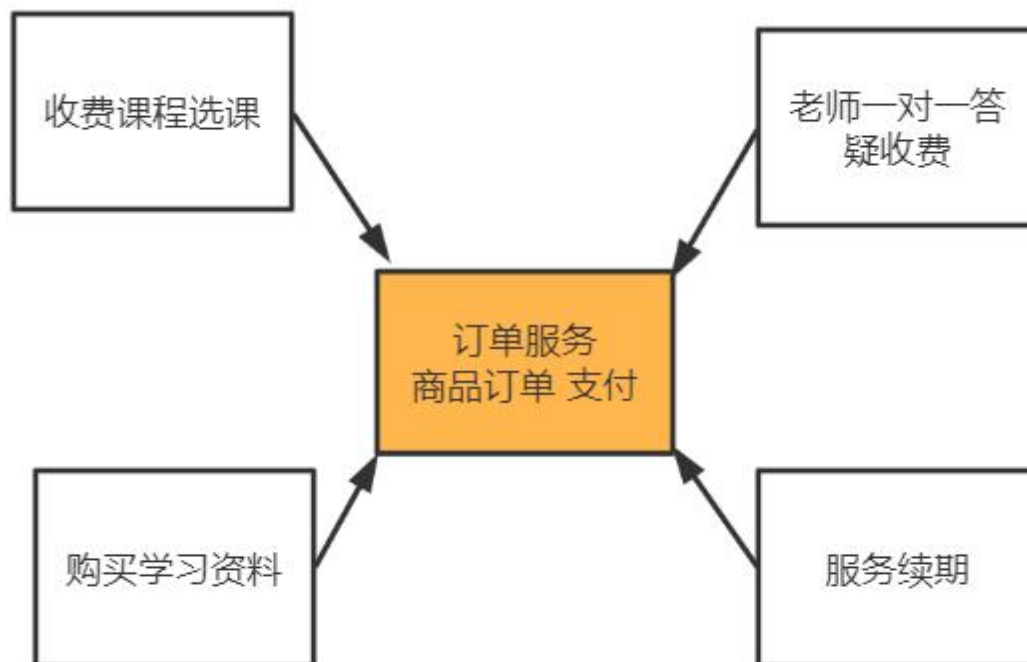 收费课程选课
老师一对一答
疑收费
订单服务
商品订单 支付
购买学习资料
服务续期